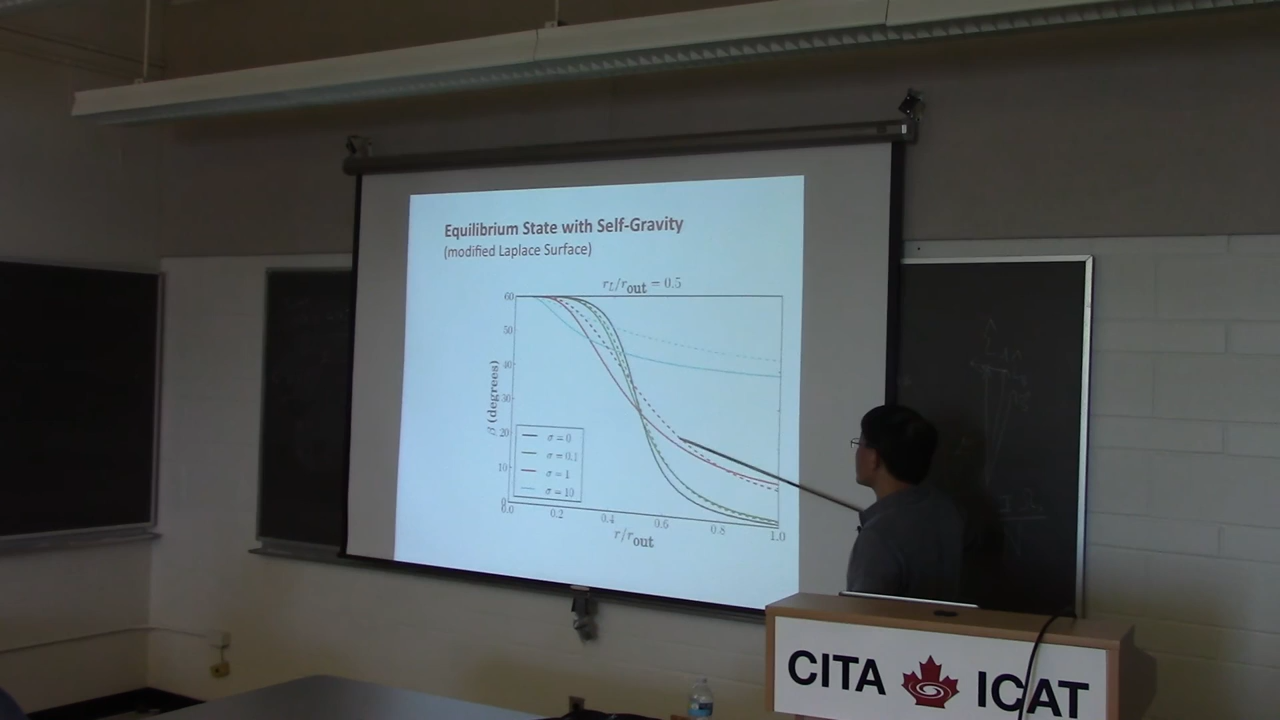 Equilibrium State with Self-Gravity
(modified Laplace Surface)
r_L/r_out = 0.5
60
50
40
30
20
10
0
β (degrees)
σ = 0
σ = 0.1
σ = 1
σ = 10
0.0 0.2 0.4 0.6 0.8 1.0
r/r_out
CITA ICAT